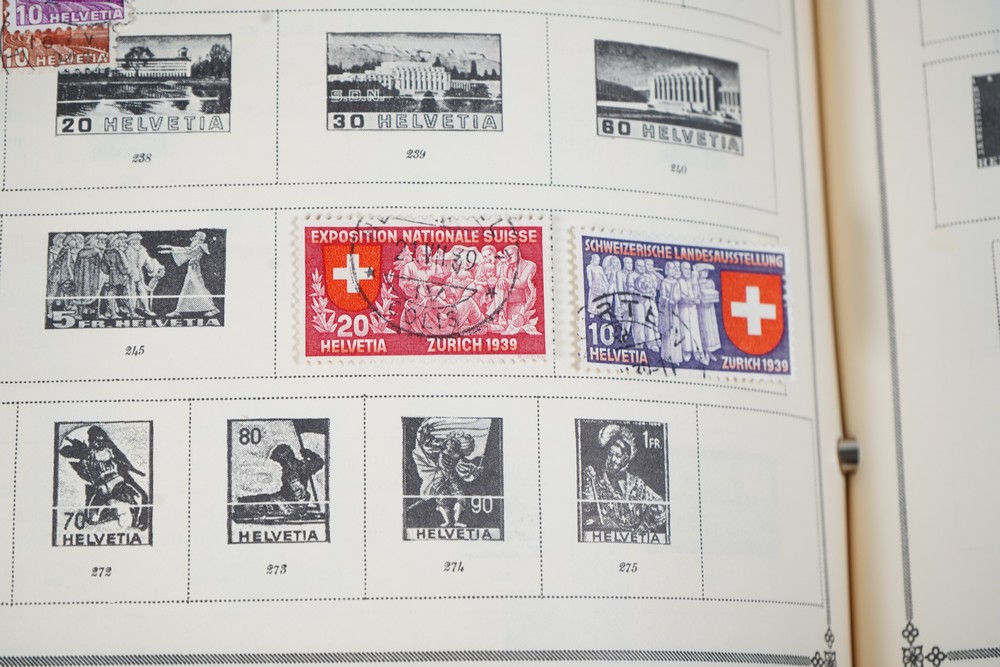 10 HELVETIA
10 HELVETIA
20 HELVETIA
238
S.D.N.
30 HELVETIA
239
60 HELVETIA
240
5 FR. HELVETIA
245
EXPOSITION NATIONALE SUISSE
20
HELVETIA ZURICH 1939
SCHWEIZERISCHE LANDESAUSSTELLUNG
10
HELVETIA ZURICH 1939
70
HELVETIA
272
80
HELVETIA
273
90
HELVETIA
274
1 FR.
HELVETIA
275